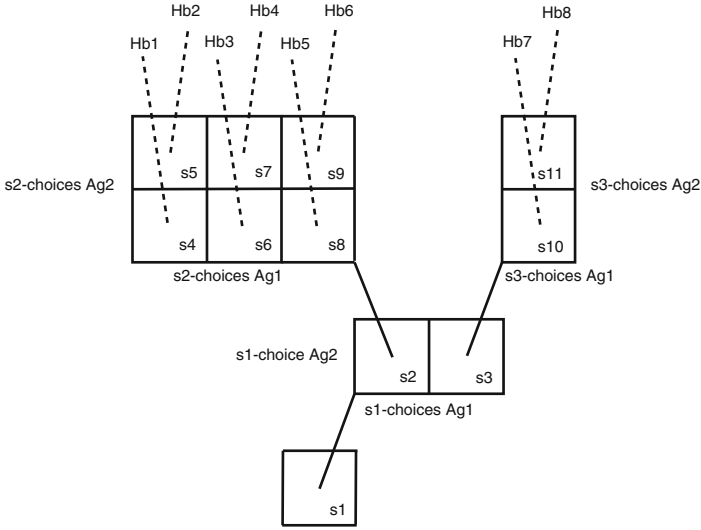 Hb2 Hb4 Hb6 Hb8
Hb1 Hb3 Hb5 Hb7
s5 s7 s9 s11
s2-choices Ag2 s3-choices Ag2
s4 s6 s8 s10
s2-choices Ag1 s3-choices Ag1
s1-choice Ag2
s2 s3
s1-choices Ag1
s1